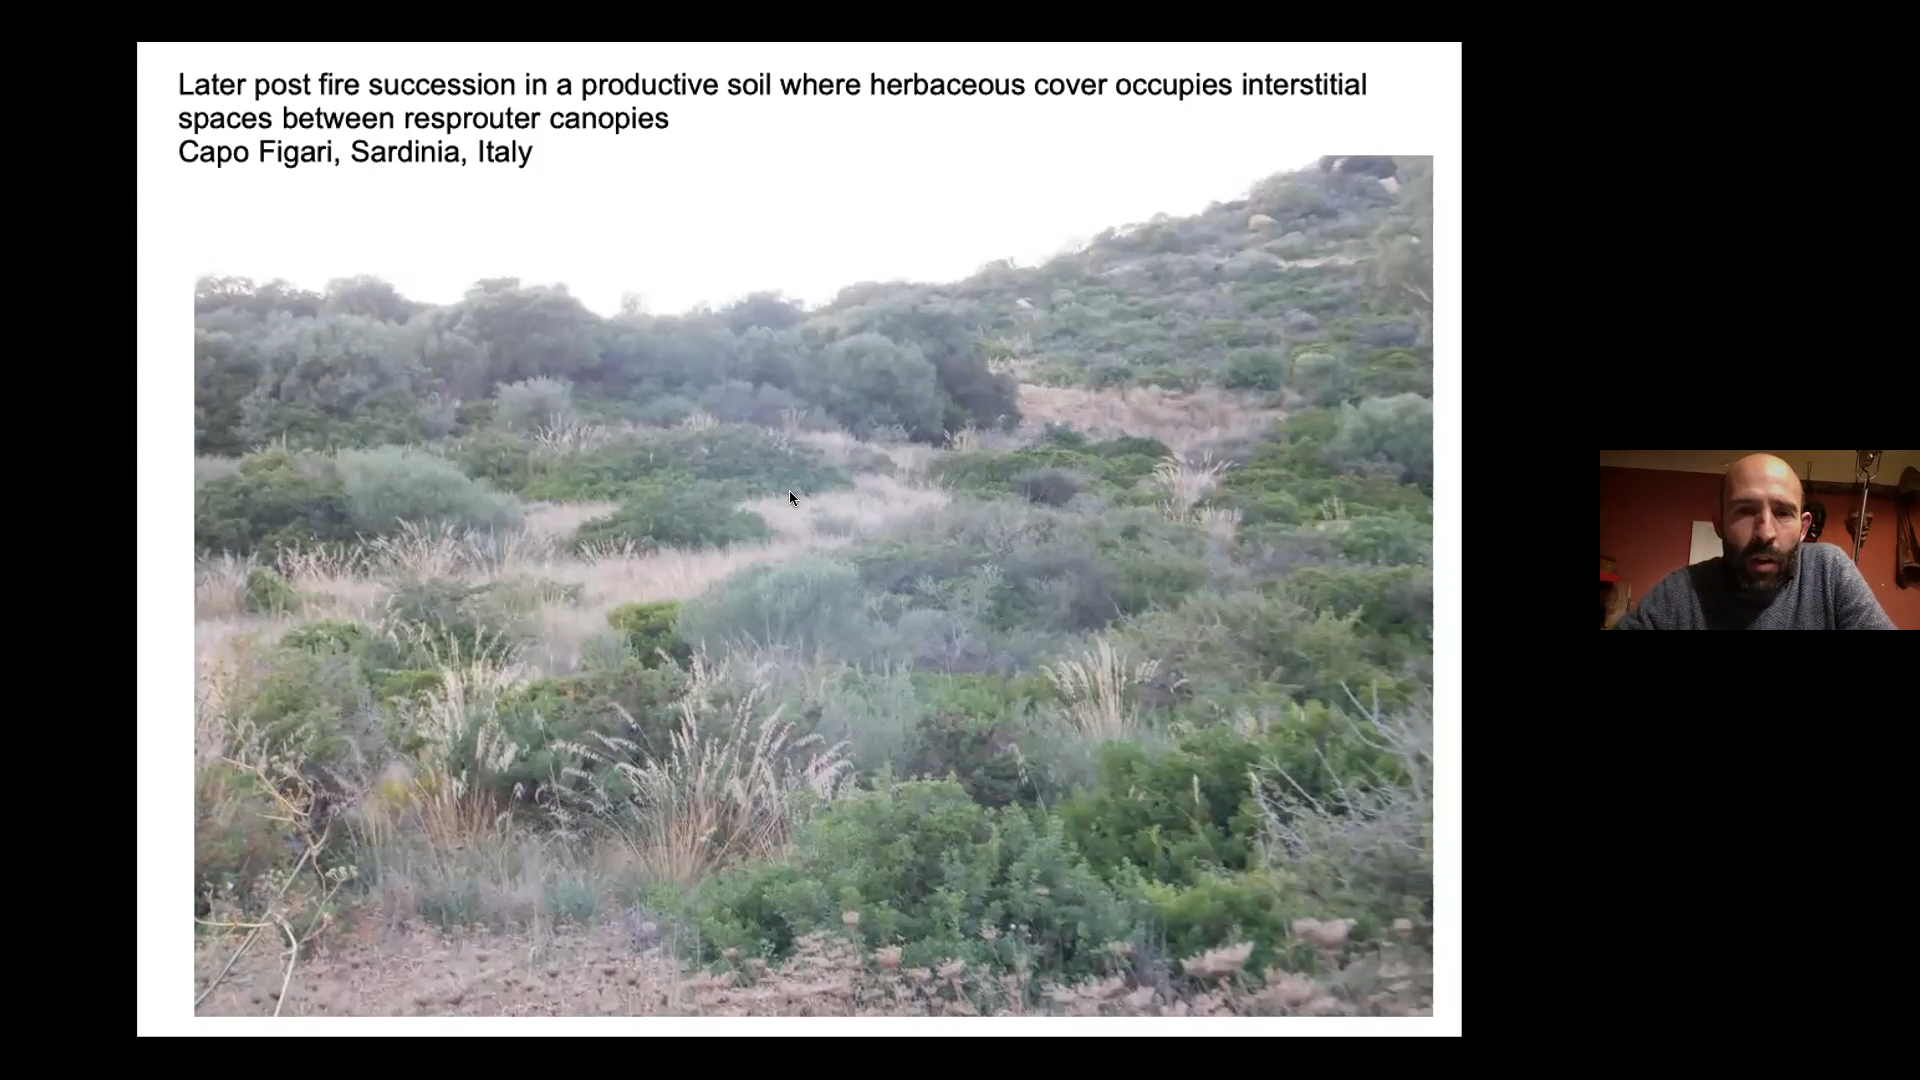 Later post fire succession in a productive soil where herbaceous cover occupies interstitial
spaces between resprouter canopies
Capo Figari, Sardinia, Italy